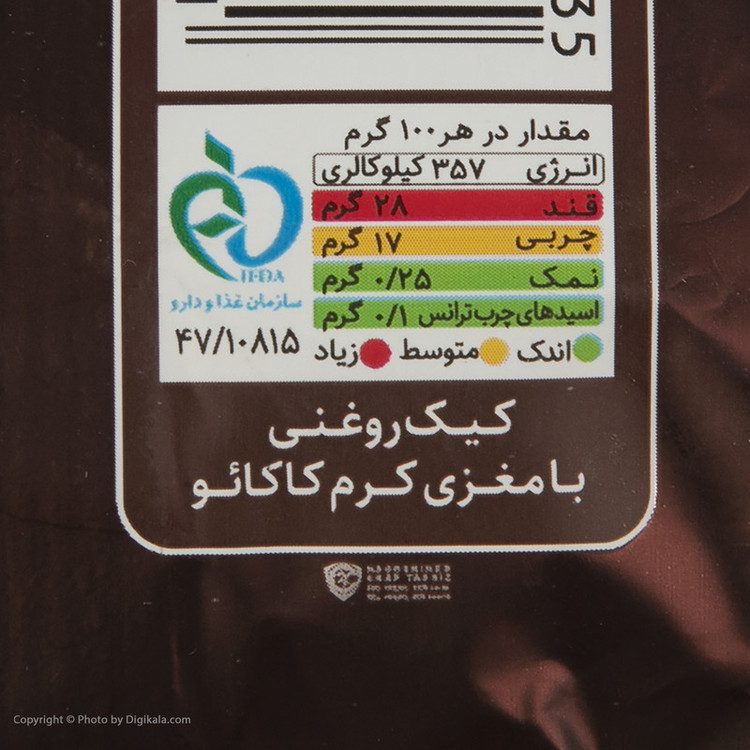 35
مقدار در هر ۱۰۰ گرم
انرژی ۳۵۷ کیلوکالری
قند ۲۸ گرم
چربی ۱۷ گرم
نمک ۰/۲۵ گرم
اسیدهای چرب ترانس ۰/۱ گرم
اندک متوسط زیاد
IFDA
سازمان غذا و دارو
۴۷/۱۰۸۱۵
کیک روغنی
با مغزی کرم کاکائو
Copyright © Photo by Digikala.com